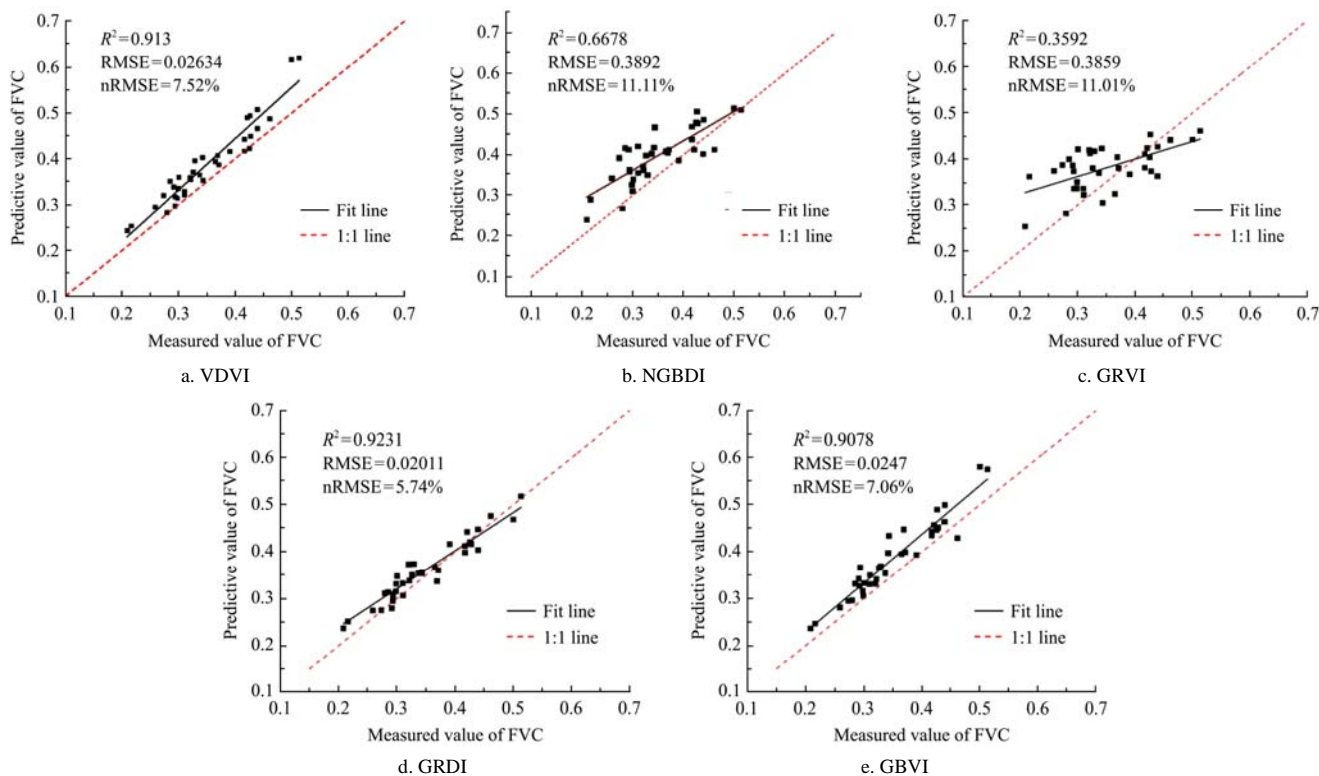 0.7
0.6
0.5
0.4
0.3
0.2
0.1
Predictive value of FVC
R²=0.913
RMSE=0.02634
nRMSE=7.52%
Fit line
1:1 line
0.1 0.2 0.3 0.4 0.5 0.6 0.7
Measured value of FVC
a. VDVI
0.7
0.6
0.5
0.4
0.3
0.2
0.1
Predictive value of FVC
R²=0.6678
RMSE=0.3892
nRMSE=11.11%
Fit line
1:1 line
0.1 0.2 0.3 0.4 0.5 0.6 0.7
Measured value of FVC
b. NGBDI
0.7
0.6
0.5
0.4
0.3
0.2
0.1
Predictive value of FVC
R²=0.3592
RMSE=0.3859
nRMSE=11.01%
Fit line
1:1 line
0.1 0.2 0.3 0.4 0.5 0.6 0.7
Measured value of FVC
c. GRVI
0.7
0.6
0.5
0.4
0.3
0.2
0.1
Predictive value of FVC
R²=0.9231
RMSE=0.02011
nRMSE=5.74%
Fit line
1:1 line
0.1 0.2 0.3 0.4 0.5 0.6 0.7
Measured value of FVC
d. GRDI
0.7
0.6
0.5
0.4
0.3
0.2
0.1
Predictive value of FVC
R²=0.9078
RMSE=0.0247
nRMSE=7.06%
Fit line
1:1 line
0.1 0.2 0.3 0.4 0.5 0.6 0.7
Measured value of FVC
e. GBVI